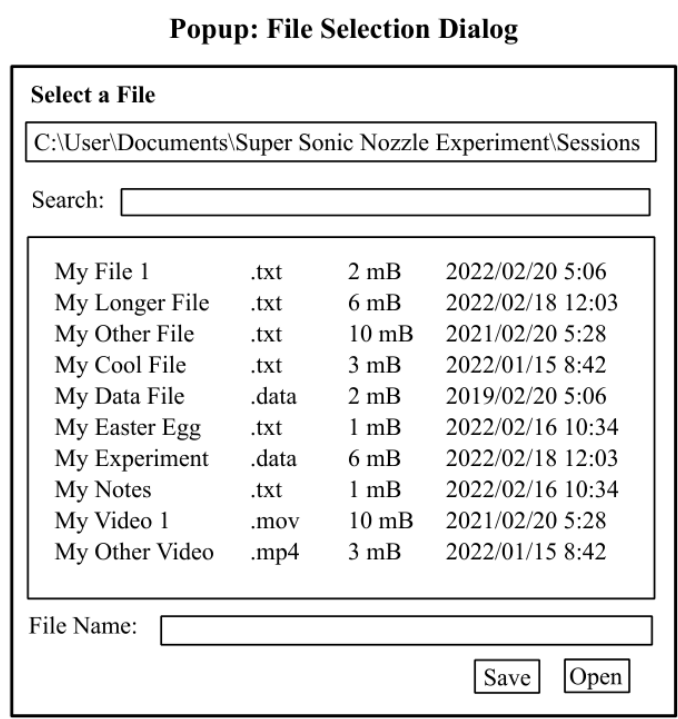 Popup: File Selection Dialog
Select a File
C:\User\Documents\Super Sonic Nozzle Experiment\Sessions
Search:
My File 1 .txt 2 mB 2022/02/20 5:06
My Longer File .txt 6 mB 2022/02/18 12:03
My Other File .txt 10 mB 2021/02/20 5:28
My Cool File .txt 3 mB 2022/01/15 8:42
My Data File .data 2 mB 2019/02/20 5:06
My Easter Egg .txt 1 mB 2022/02/16 10:34
My Experiment .data 6 mB 2022/02/18 12:03
My Notes .txt 1 mB 2022/02/16 10:34
My Video 1 .mov 10 mB 2021/02/20 5:28
My Other Video .mp4 3 mB 2022/01/15 8:42
File Name:
Save Open